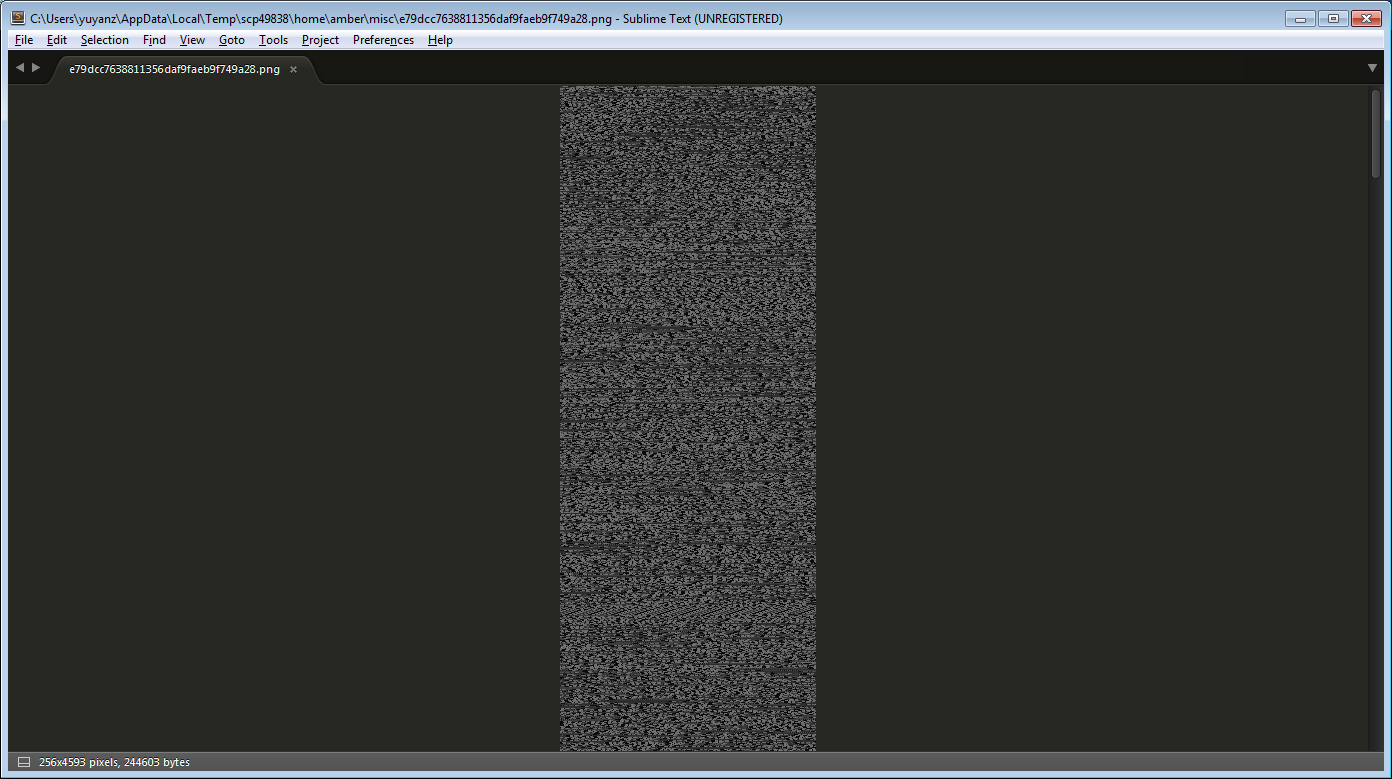 C:\Users\yuyanz\AppData\Local\Temp\scp49838\home\amber\misc\e79dcc7638811356daf9faeb9f749a28.png - Sublime Text (UNREGISTERED)
File Edit Selection Find View Goto Tools Project Preferences Help
e79dcc7638811356daf9faeb9f749a28.png
256x4593 pixels, 244603 bytes